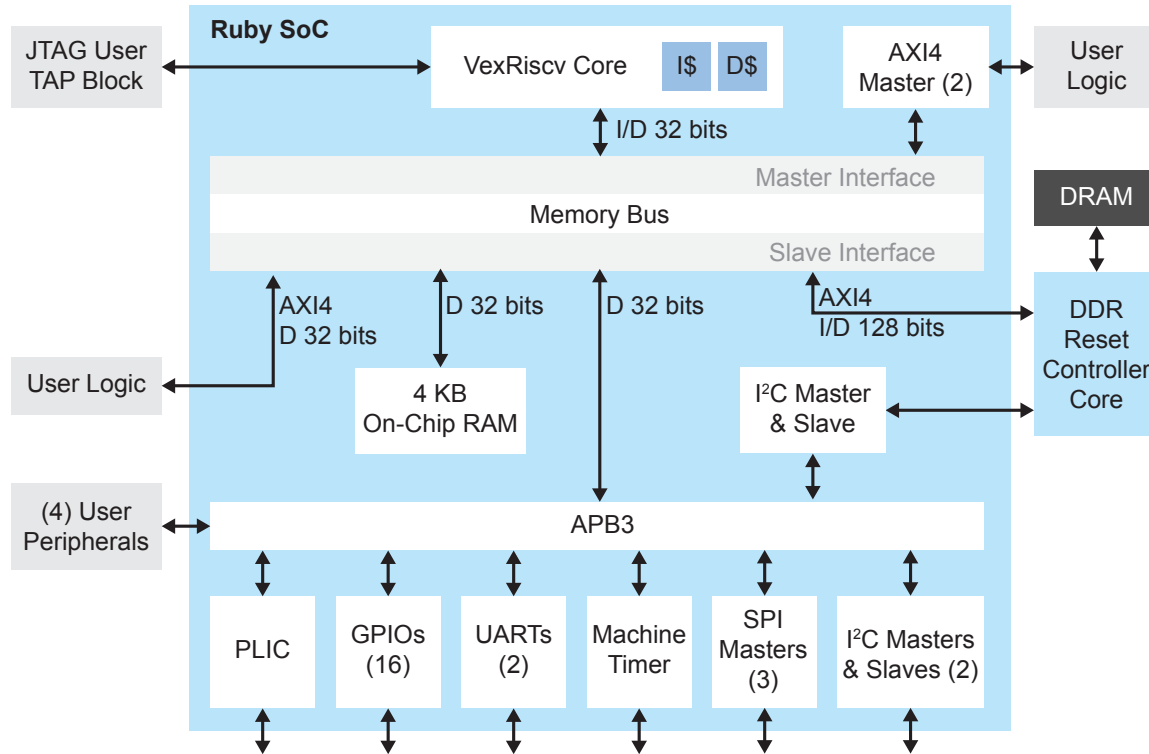 Ruby SoC
JTAG User
TAP Block
VexRiscv Core
I$
D$
AXI4
Master (2)
User
Logic
I/D 32 bits
Master Interface
Memory Bus
Slave Interface
DRAM
AXI4
D 32 bits
D 32 bits
D 32 bits
AXI4
I/D 128 bits
DDR
Reset
Controller
Core
User Logic
4 KB
On-Chip RAM
I²C Master
& Slave
(4) User
Peripherals
APB3
PLIC
GPIOs
(16)
UARTs
(2)
Machine
Timer
SPI
Masters
(3)
I²C Masters
& Slaves (2)